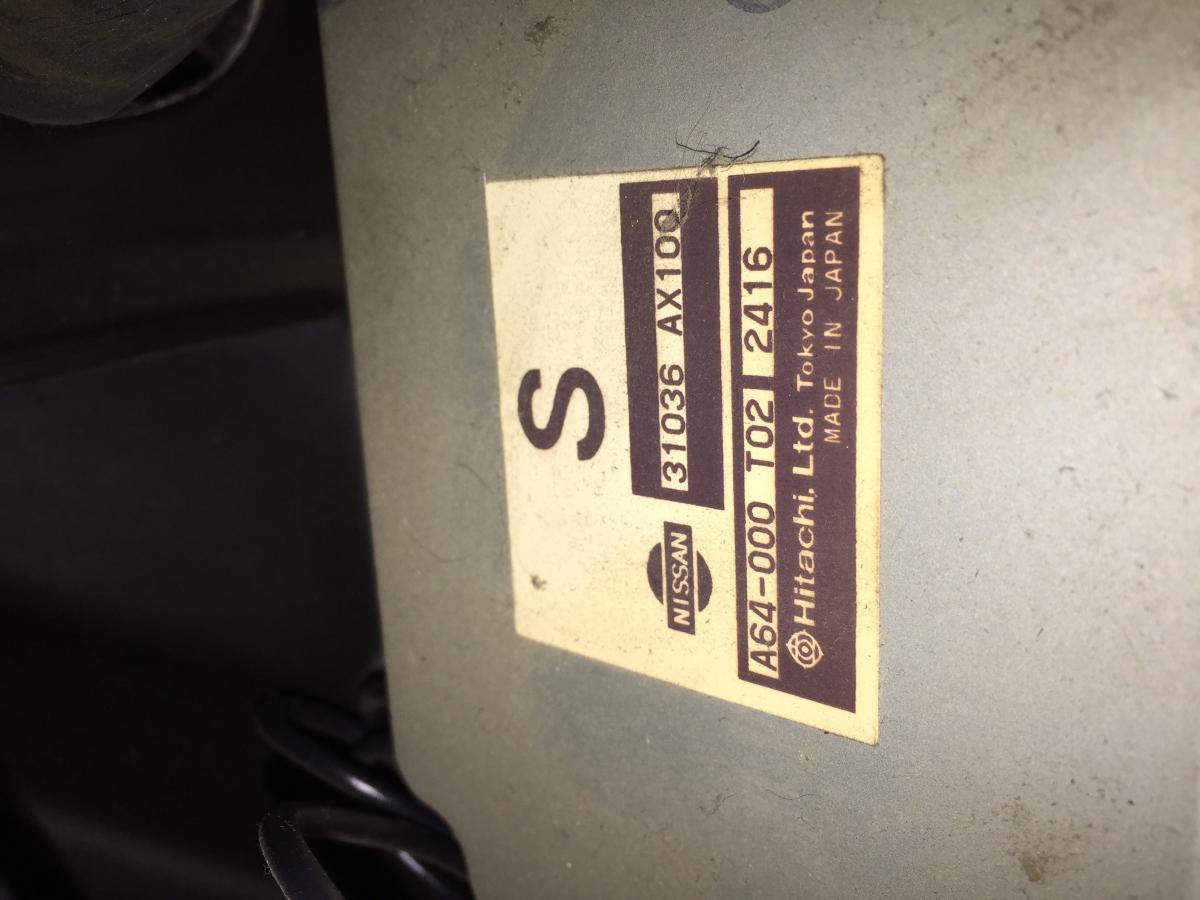 S
NISSAN
31036 AX100
A64-000 T02 2416
Hitachi, Ltd. Tokyo Japan
MADE IN JAPAN